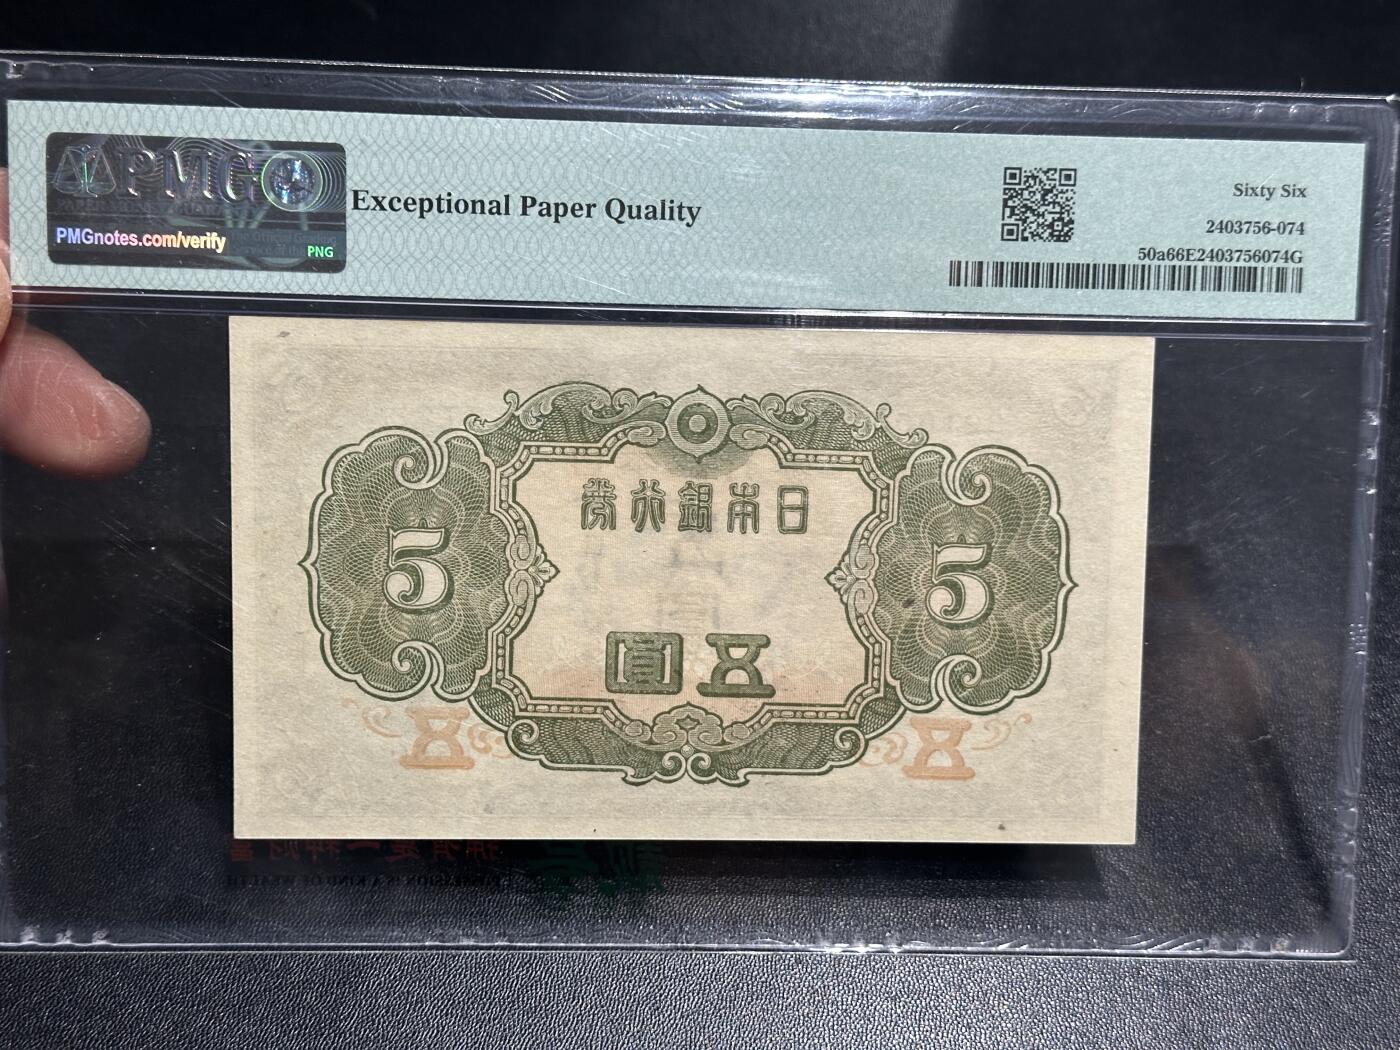 PMG
PMGnotes.com/verify
PNG
Exceptional Paper Quality
Sixty Six
2403756-074
50a66E2403756074G
券行銀本日
5
5
圓五
五
五